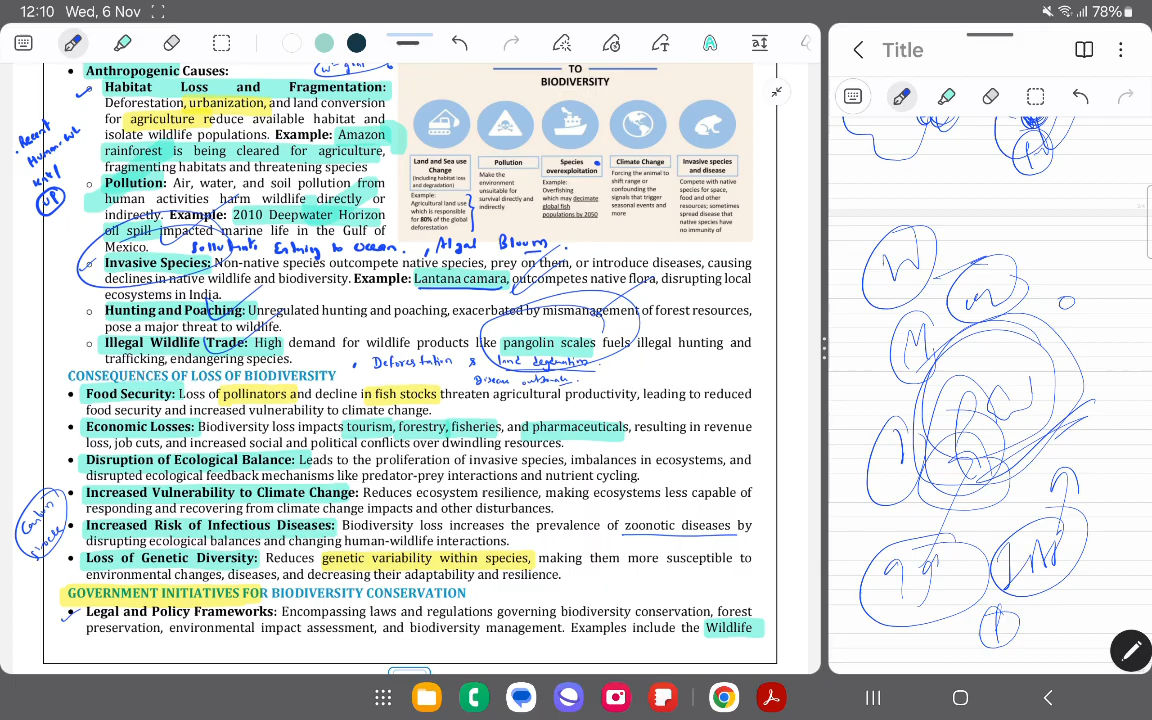 12:10 Wed, 6 Nov
78%
Title
• Anthropogenic Causes:
Habitat Loss and Fragmentation:
Deforestation, urbanization, and land conversion
for agriculture reduce available habitat and
isolate wildlife populations. Example: Amazon
rainforest is being cleared for agriculture,
fragmenting habitats and threatening species
○ Pollution: Air, water, and soil pollution from
human activities harm wildlife directly or
indirectly. Example: 2010 Deepwater Horizon
oil spill impacted marine life in the Gulf of
Mexico.
Recent
UP
TO
BIODIVERSITY
Land and Sea use
Change
(Including habitat loss
and degradation)
Example:
Agricultural land
use which is responsible
for 80% of the global
deforestation
Pollution
Make the
environment
unsuitable for
survival directly and
indirectly
Species
overexploitation
Example:
Overfishing
which may decimate
global fish
populations by 2050
Climate Change
Forcing the animal to
shift range or
confounding the
signals that trigger
seasonal events and
more
Invasive species
and disease
Compete with native
species for space,
food and other
resources; sometimes
spread disease that
native species have
no immunity of
Pollutants Entering to ocean. , Algal Bloom.
○ Invasive Species: Non-native species outcompete native species, prey on them, or introduce diseases, causing
declines in native wildlife and biodiversity. Example: Lantana camara, outcompetes native flora, disrupting local
ecosystems in India.
○ Hunting and Poaching: Unregulated hunting and poaching, exacerbated by mismanagement of forest resources,
pose a major threat to wildlife.
○ Illegal Wildlife Trade: High demand for wildlife products like pangolin scales fuels illegal hunting and
trafficking, endangering species.
Deforestation & land degradation.
Disease outbreak.
CONSEQUENCES OF LOSS OF BIODIVERSITY
• Food Security: Loss of pollinators and decline in fish stocks threaten agricultural productivity, leading to reduced
food security and increased vulnerability to climate change.
• Economic Losses: Biodiversity loss impacts tourism, forestry, fisheries, and pharmaceuticals, resulting in revenue
loss, job cuts, and increased social and political conflicts over dwindling resources.
• Disruption of Ecological Balance: Leads to the proliferation of invasive species, imbalances in ecosystems, and
disrupted ecological feedback mechanisms like predator-prey interactions and nutrient cycling.
• Increased Vulnerability to Climate Change: Reduces ecosystem resilience, making ecosystems less capable of
responding and recovering from climate change impacts and other disturbances.
• Increased Risk of Infectious Diseases: Biodiversity loss increases the prevalence of zoonotic diseases by
disrupting ecological balances and changing human-wildlife interactions.
• Loss of Genetic Diversity: Reduces genetic variability within species, making them more susceptible to
environmental changes, diseases, and decreasing their adaptability and resilience.
GOVERNMENT INITIATIVES FOR BIODIVERSITY CONSERVATION
• Legal and Policy Frameworks: Encompassing laws and regulations governing biodiversity conservation, forest
preservation, environmental impact assessment, and biodiversity management. Examples include the Wildlife